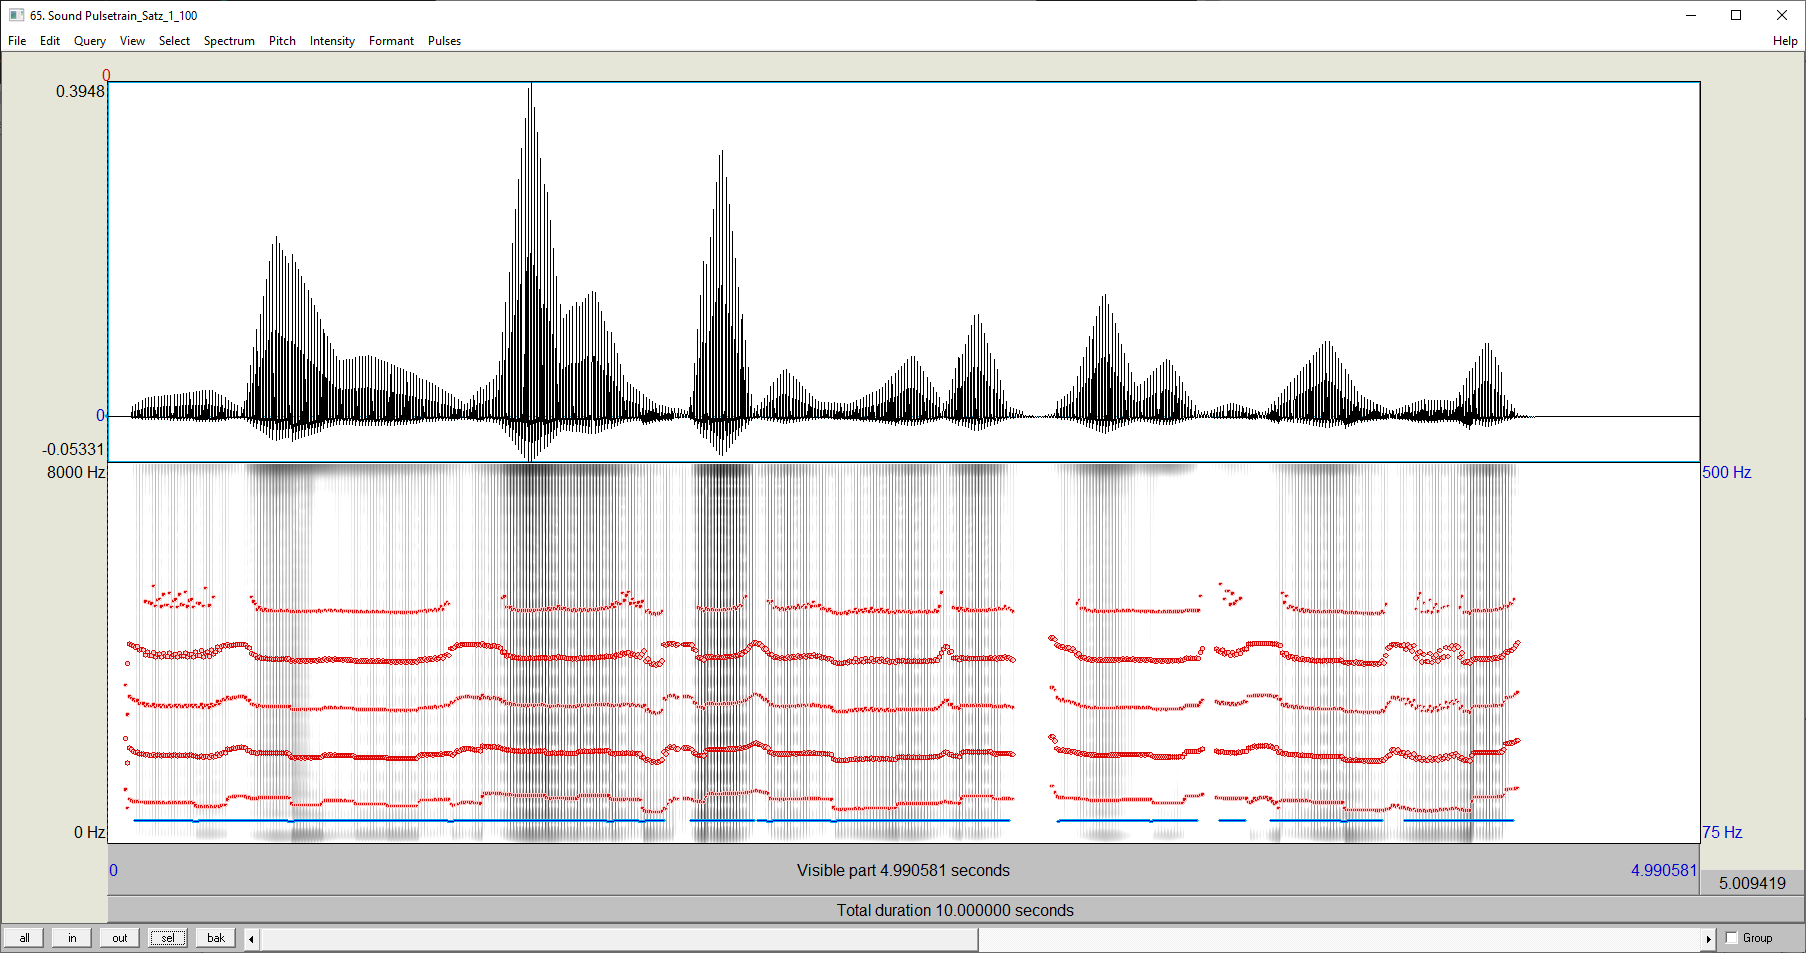 65. Sound Pulsetrain_Satz_1_100
File Edit Query View Select Spectrum Pitch Intensity Formant Pulses Help
0
0.3948
0
-0.05331
8000 Hz 500 Hz
0 Hz 75 Hz
0 Visible part 4.990581 seconds 4.990581
5.009419
Total duration 10.000000 seconds
all in out sel bak Group